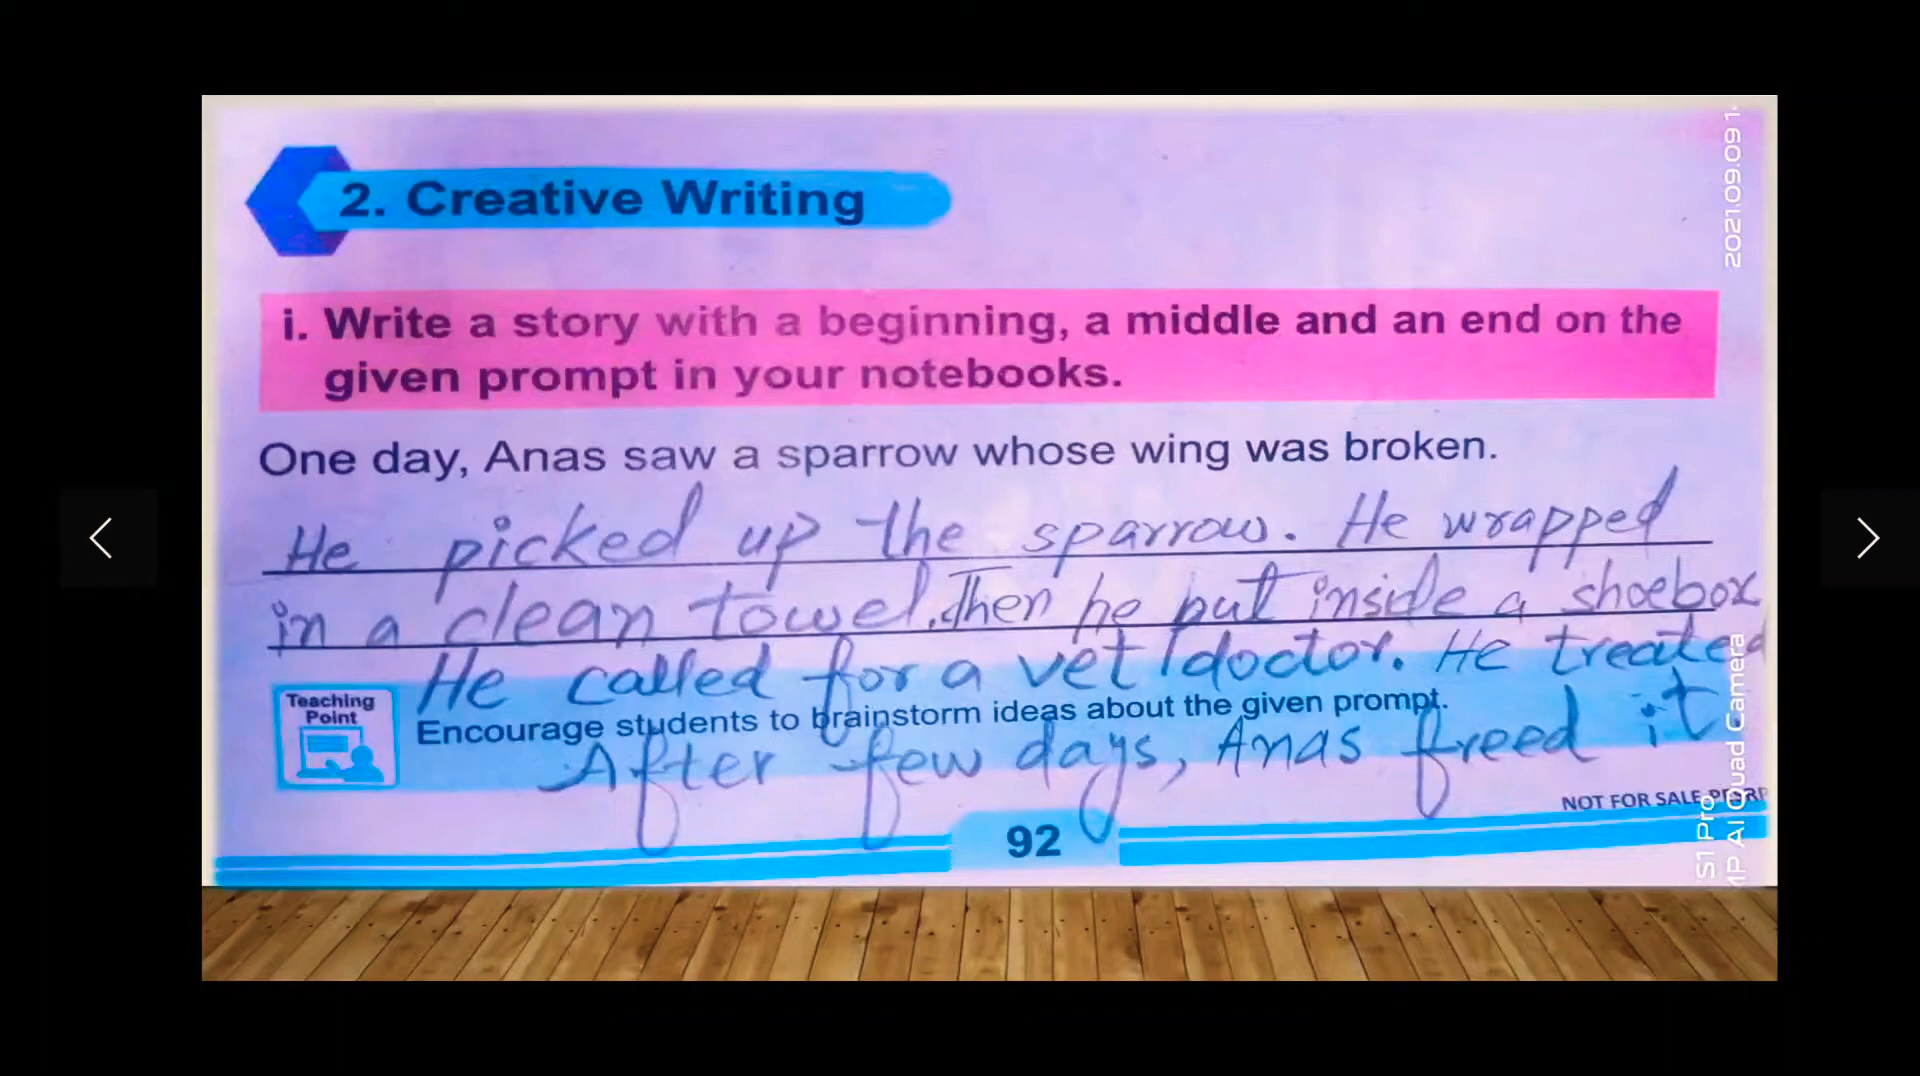 2. Creative Writing
i. Write a story with a beginning, a middle and an end on the
given prompt in your notebooks.
One day, Anas saw a sparrow whose wing was broken.
He picked up the sparrow. He wrapped
in a clean towel. Then he put inside a shoebox
He called for a vet/doctor. He treated
it.
Teaching
Point
Encourage students to brainstorm ideas about the given prompt.
After few days, Anas freed
NOT FOR SALE
92
2021.09.09
S1 Pro
AI Quad Camera